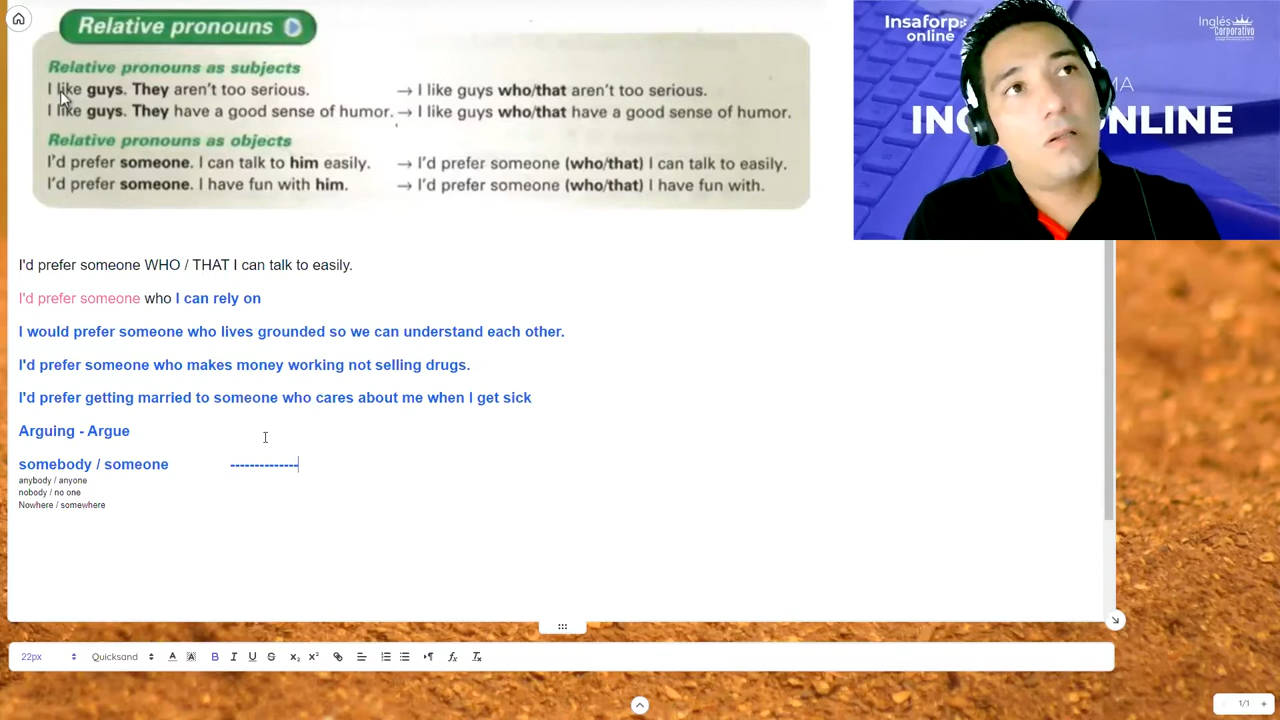 Relative pronouns
Relative pronouns as subjects
I like guys. They aren't too serious. → I like guys who/that aren't too serious.
I like guys. They have a good sense of humor. → I like guys who/that have a good sense of humor.
Relative pronouns as objects
I'd prefer someone. I can talk to him easily. → I'd prefer someone (who/that) I can talk to easily.
I'd prefer someone. I have fun with him. → I'd prefer someone (who/that) I have fun with.
Insaforp
online
Inglés
Corporativo
MA
NLINE
I'd prefer someone WHO / THAT I can talk to easily.
I'd prefer someone who I can rely on
I would prefer someone who lives grounded so we can understand each other.
I'd prefer someone who makes money working not selling drugs.
I'd prefer getting married to someone who cares about me when I get sick
Arguing - Argue
somebody / someone --------------
anybody / anyone
nobody / no one
Nowhere / somewhere
22px Quicksand
1/1